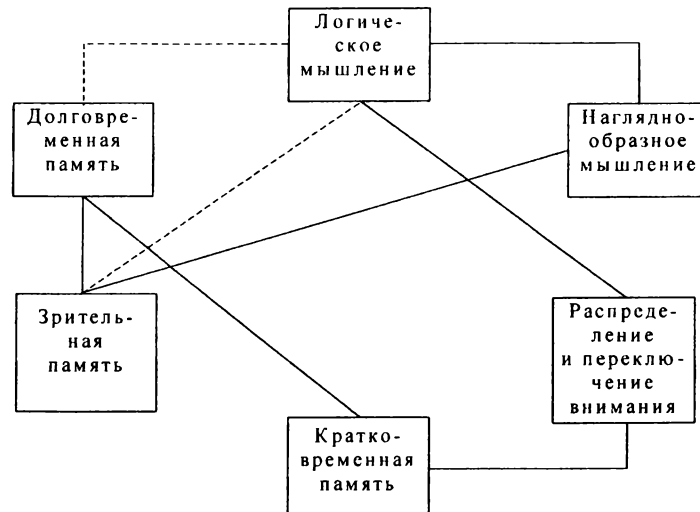 Логиче-
ское
мышление
Долговре-
менная
память
Наглядно-
образное
мышление
Зритель-
ная
память
Распреде-
ление
и переклю-
чение
внимания
Кратко-
временная
память